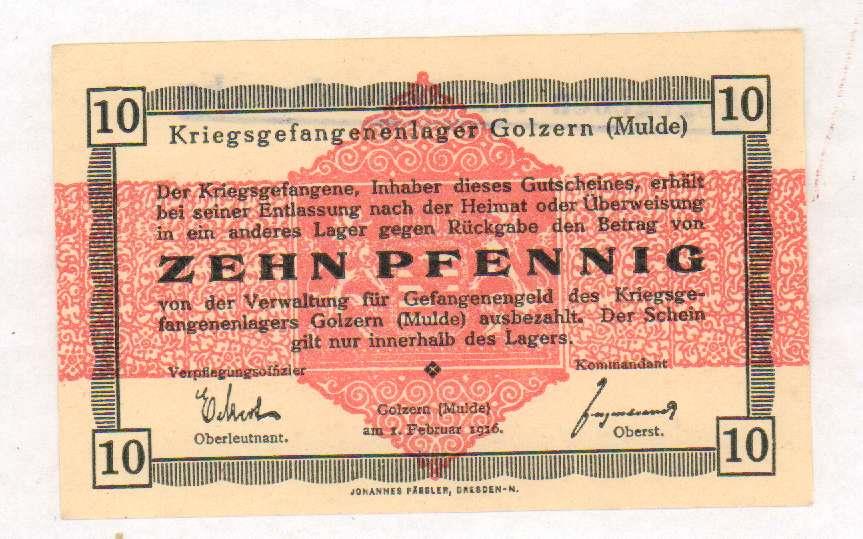 10 10
Kriegsgefangenenlager Golzern (Mulde)
Der Kriegsgefangene, Inhaber dieses Gutscheines, erhält
bei seiner Entlassung nach der Heimat oder Überweisung
in ein anderes Lager gegen Rückgabe den Betrag von
ZEHN PFENNIG
von der Verwaltung für Gefangenengeld des Kriegsge-
fangenenlagers Golzern (Mulde) ausbezahlt. Der Schein
gilt nur innerhalb des Lagers.
Verpflegungsoffizier Kommandant
Golzern (Mulde)
am 1. Februar 1916.
Oberleutnant. Oberst.
10 10
JOHANNES PÄSSLER, DRESDEN-N.